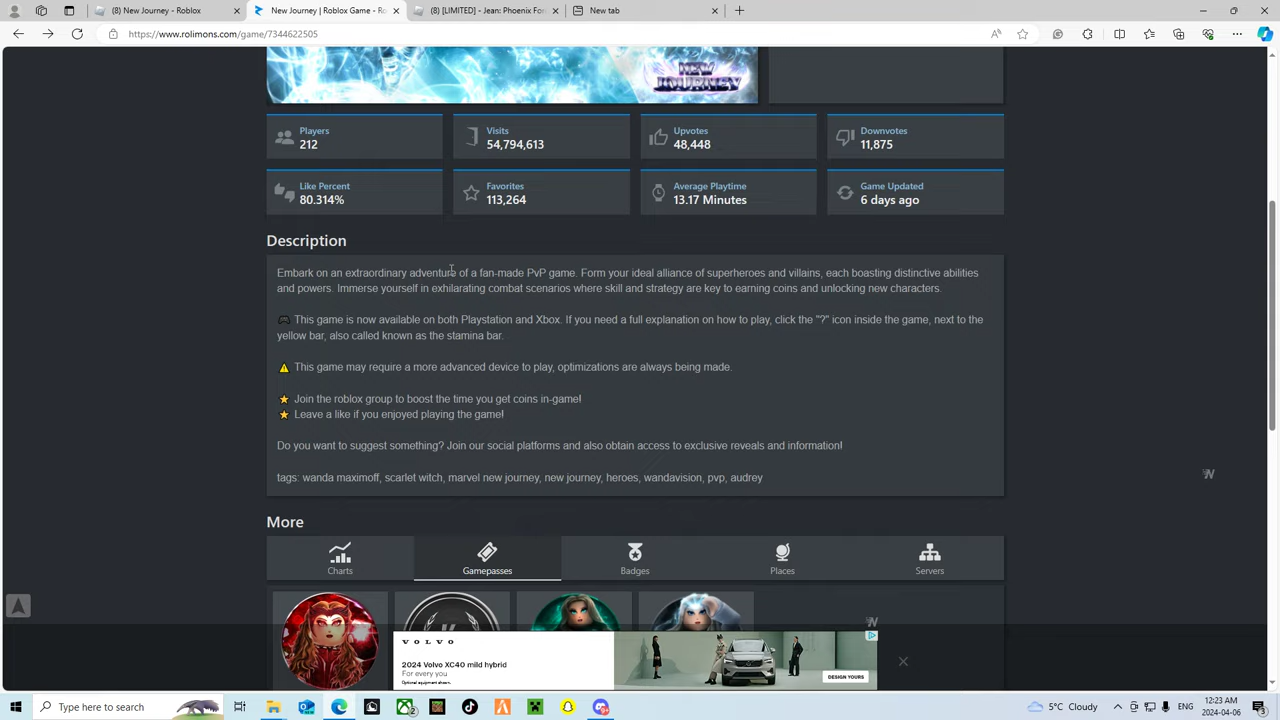 (8) New Journey - Roblox
New Journey Roblox Game - Ro
(8) [LIMITED] - Jean: Phoenix For
New tab
https://www.rolimons.com/game/7344622505
NEW JOURNEY
Players
212
Visits
54,794,613
Upvotes
48,448
Downvotes
11,875
Like Percent
80.314%
Favorites
113,264
Average Playtime
13.17 Minutes
Game Updated
6 days ago
Description
Embark on an extraordinary adventure of a fan-made PvP game. Form your ideal alliance of superheroes and villains, each boasting distinctive abilities
and powers. Immerse yourself in exhilarating combat scenarios where skill and strategy are key to earning coins and unlocking new characters.
This game is now available on both Playstation and Xbox. If you need a full explanation on how to play, click the "?" icon inside the game, next to the
yellow bar, also called known as the stamina bar.
This game may require a more advanced device to play, optimizations are always being made.
Join the roblox group to boost the time you get coins in-game!
Leave a like if you enjoyed playing the game!
Do you want to suggest something? Join our social platforms and also obtain access to exclusive reveals and information!
tags: wanda maximoff, scarlet witch, marvel new journey, new journey, heroes, wandavision, pvp, audrey
More
Charts
Gamepasses
Badges
Places
Servers
VOLVO
2024 Volvo XC40 mild hybrid
For every you
Optional equipment shown.
DESIGN YOURS
Type here to search
5°C Cloudy
12:23 AM
2024-04-06